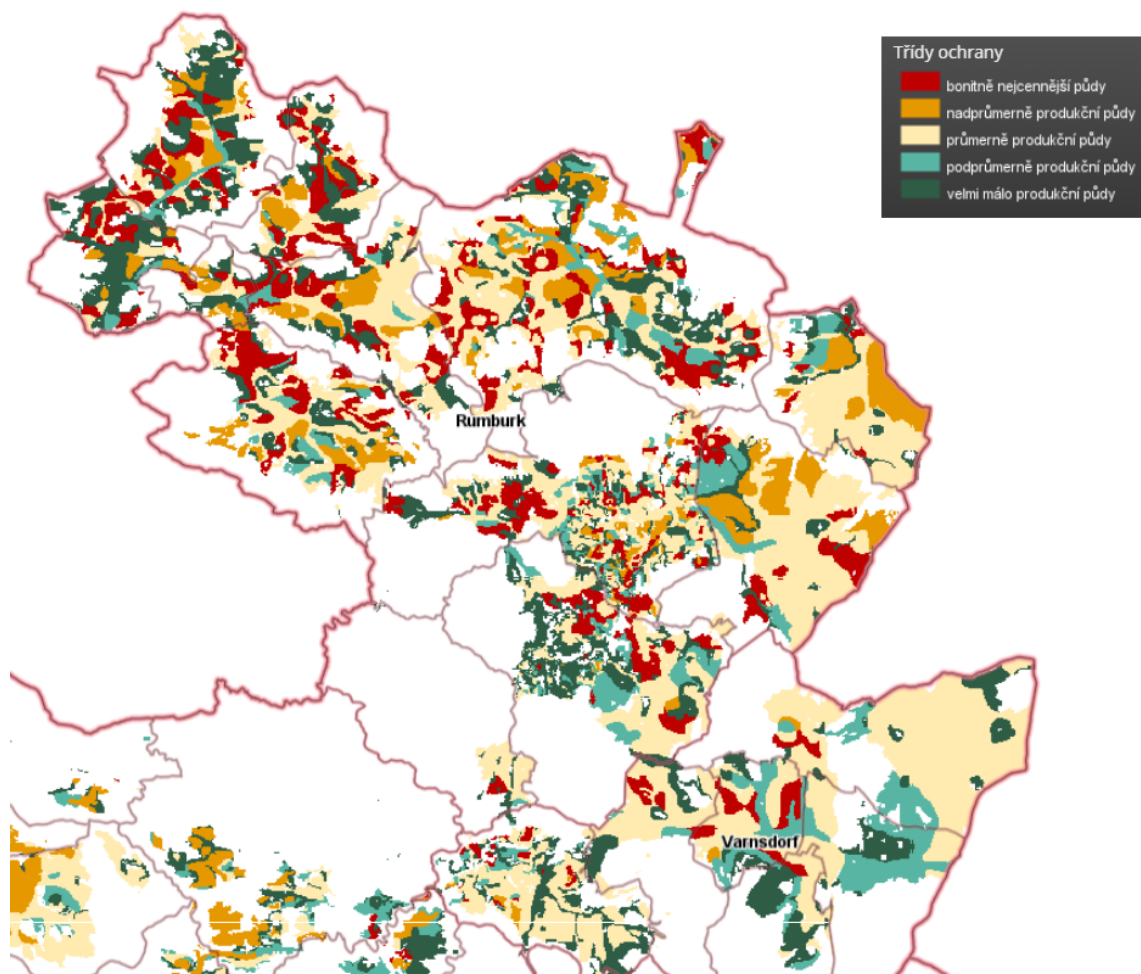 Třídy ochrany
bonitně nejcennější půdy
nadprůmerně produkční půdy
průmerně produkční půdy
podprůmerně produkční půdy
velmi málo produkční půdy
Rumburk
Varnsdorf